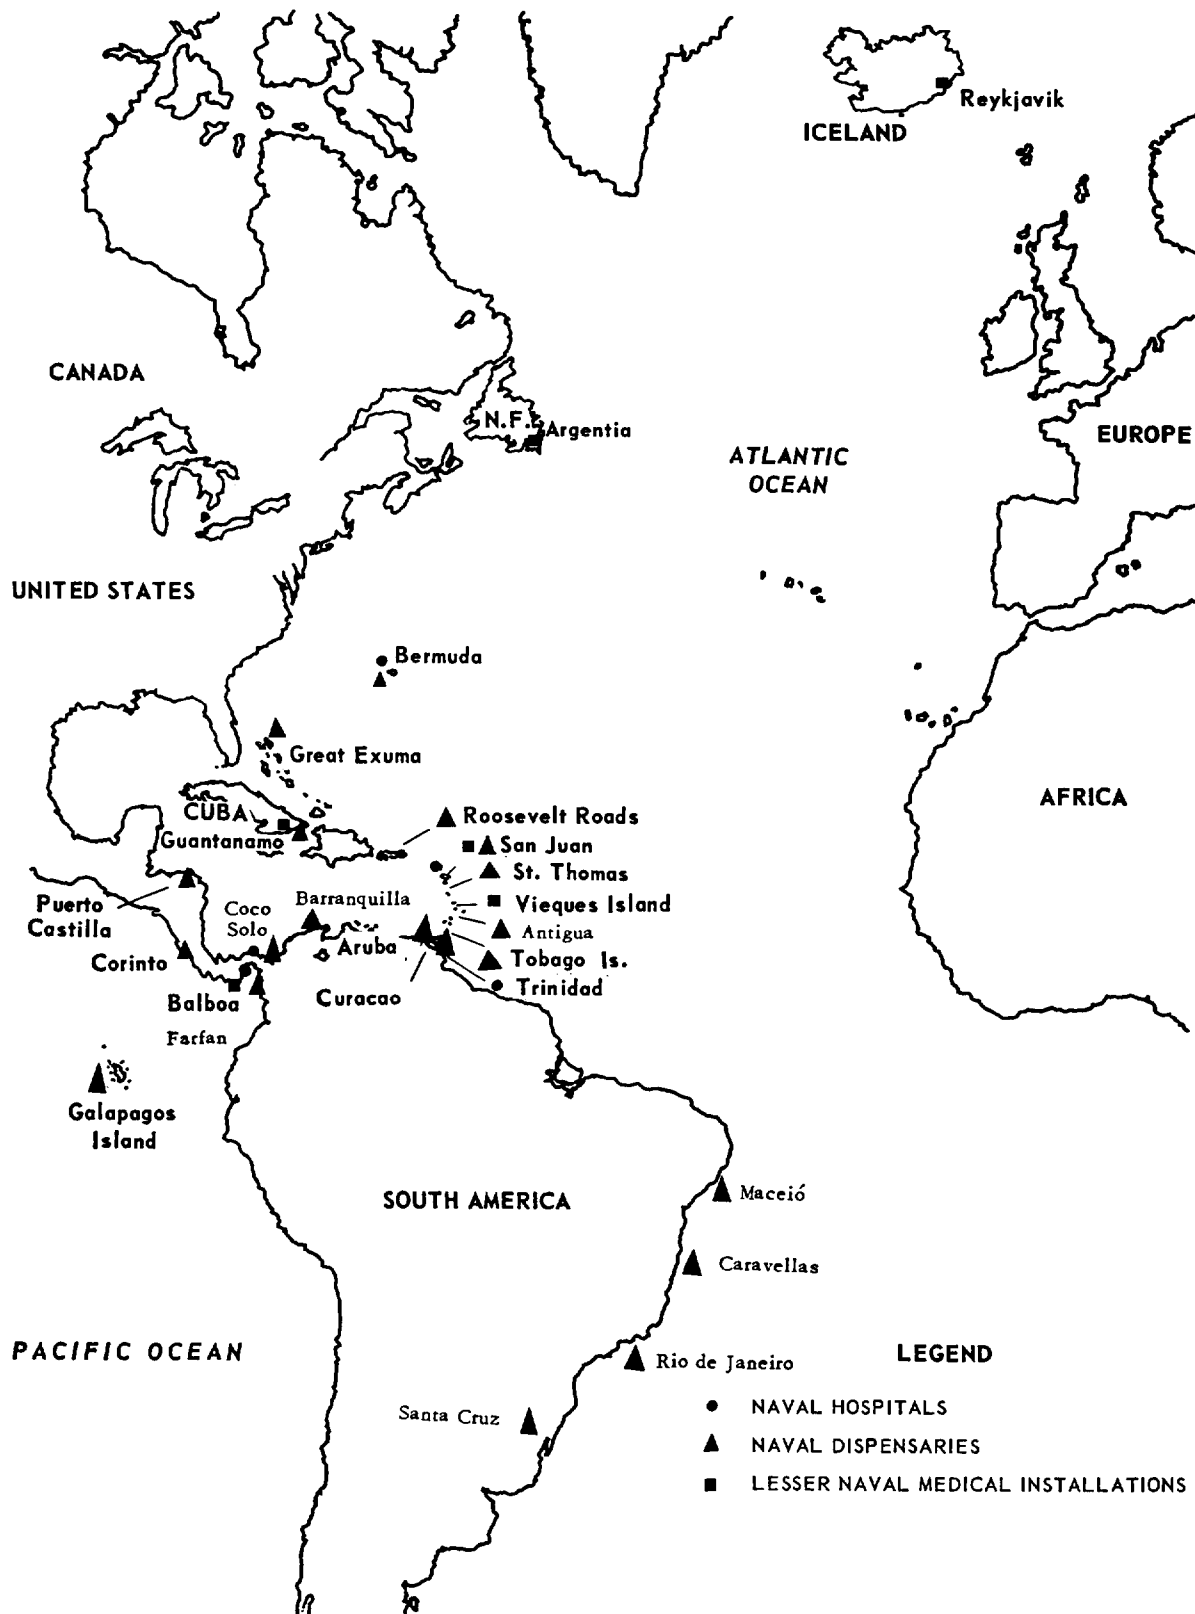 Reykjavik
ICELAND
CANADA
N.F.
Argentia
EUROPE
ATLANTIC
OCEAN
UNITED STATES
Bermuda
Great Exuma
AFRICA
CUBA
Guantanamo
Roosevelt Roads
San Juan
St. Thomas
Vieques Island
Antigua
Tobago Is.
Trinidad
Puerto
Castilla
Coco
Solo
Barranquilla
Aruba
Corinto
Curacao
Balboa
Farfan
Galapagos
Island
SOUTH AMERICA
Maceió
Caravellas
PACIFIC OCEAN
Rio de Janeiro
Santa Cruz
LEGEND
NAVAL HOSPITALS
NAVAL DISPENSARIES
LESSER NAVAL MEDICAL INSTALLATIONS